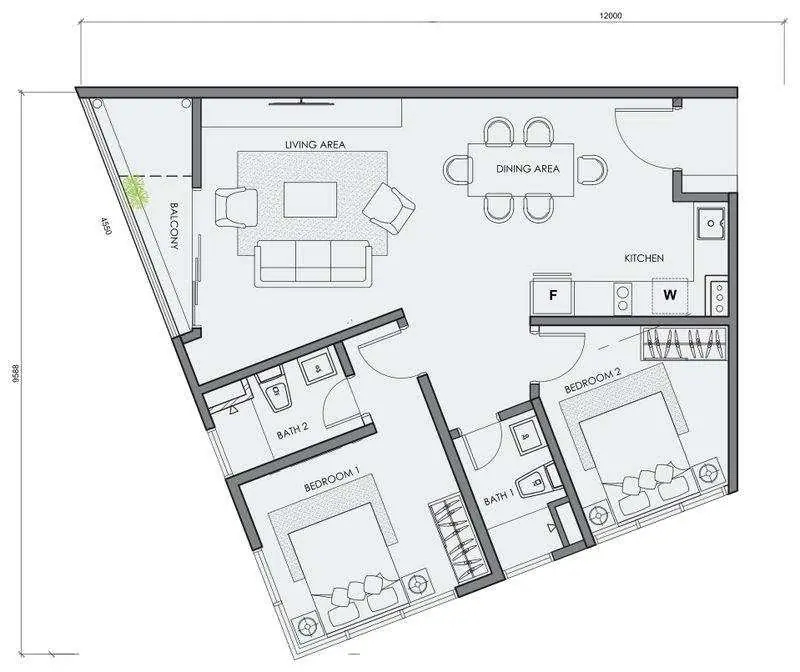 12000
LIVING AREA
DINING AREA
BALCONY
4550
KITCHEN
F
W
9588
BEDROOM 2
BATH 2
BEDROOM 1
BATH 1